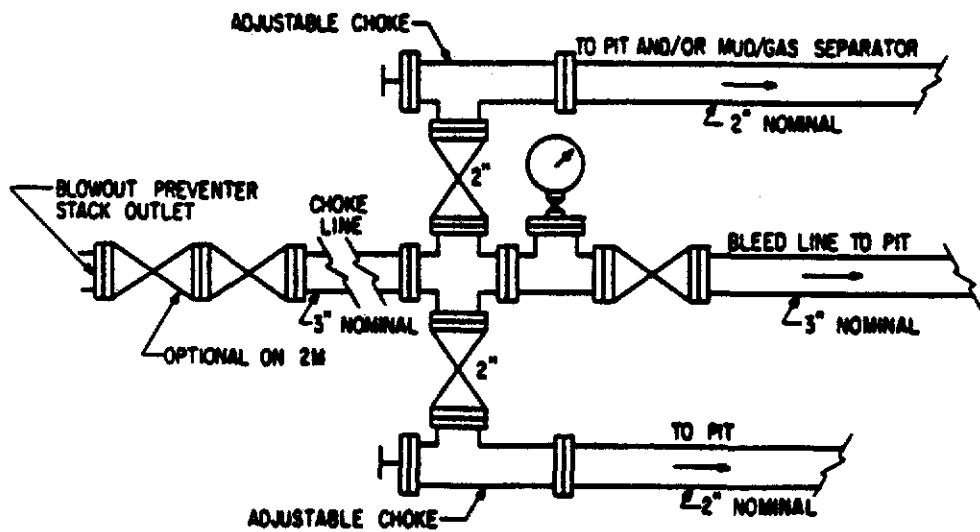 ADJUSTABLE CHOKE
TO PIT AND/OR MUD/GAS SEPARATOR
2" NOMINAL
2"
BLOWOUT PREVENTER
STACK OUTLET
CHOKE
LINE
BLEED LINE TO PIT
3" NOMINAL
3" NOMINAL
OPTIONAL ON 2M
2"
TO PIT
2" NOMINAL
ADJUSTABLE CHOKE